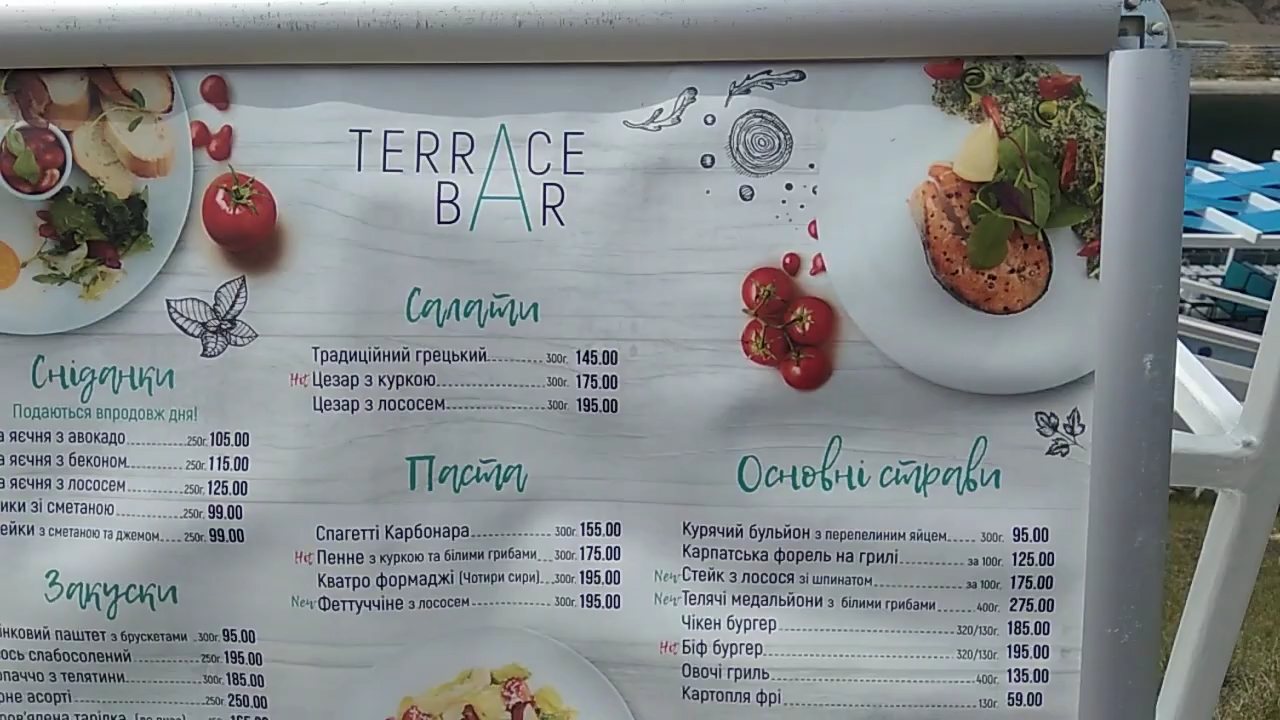 TERRACE
BAR
Сніданки
Подаються впродовж дня!
яєчня з авокадо 250г. 105.00
яєчня з беконом 250г. 115.00
яєчня з лососем 250г. 125.00
зі сметаною 250г. 99.00
з сметаною та джемом 250г. 99.00
Закуски
паштет з брускетами 300г. 95.00
слабосолений 250г. 195.00
з телятини 300г. 185.00
асорті 250г. 250.00
тарілка
Салати
Традиційний грецький 300г. 145.00
Hit Цезар з куркою 300г. 175.00
Цезар з лососем 300г. 195.00
Паста
Спагетті Карбонара 300г. 155.00
Hit Пенне з куркою та білими грибами 300г. 175.00
Кватро формаджі (Чотири сири) 300г. 195.00
New Феттуччіне з лососем 300г. 195.00
Основні страви
Курячий бульйон з перепелиним яйцем 300г. 95.00
Карпатська форель на грилі за 100г. 125.00
New Стейк з лосося зі шпинатом за 100г. 175.00
New Телячі медальйони з білими грибами 400г. 275.00
Чікен бургер 320/130г. 185.00
Hit Біф бургер 320/130г. 195.00
Овочі гриль 400г. 135.00
Картопля фрі 130г. 59.00